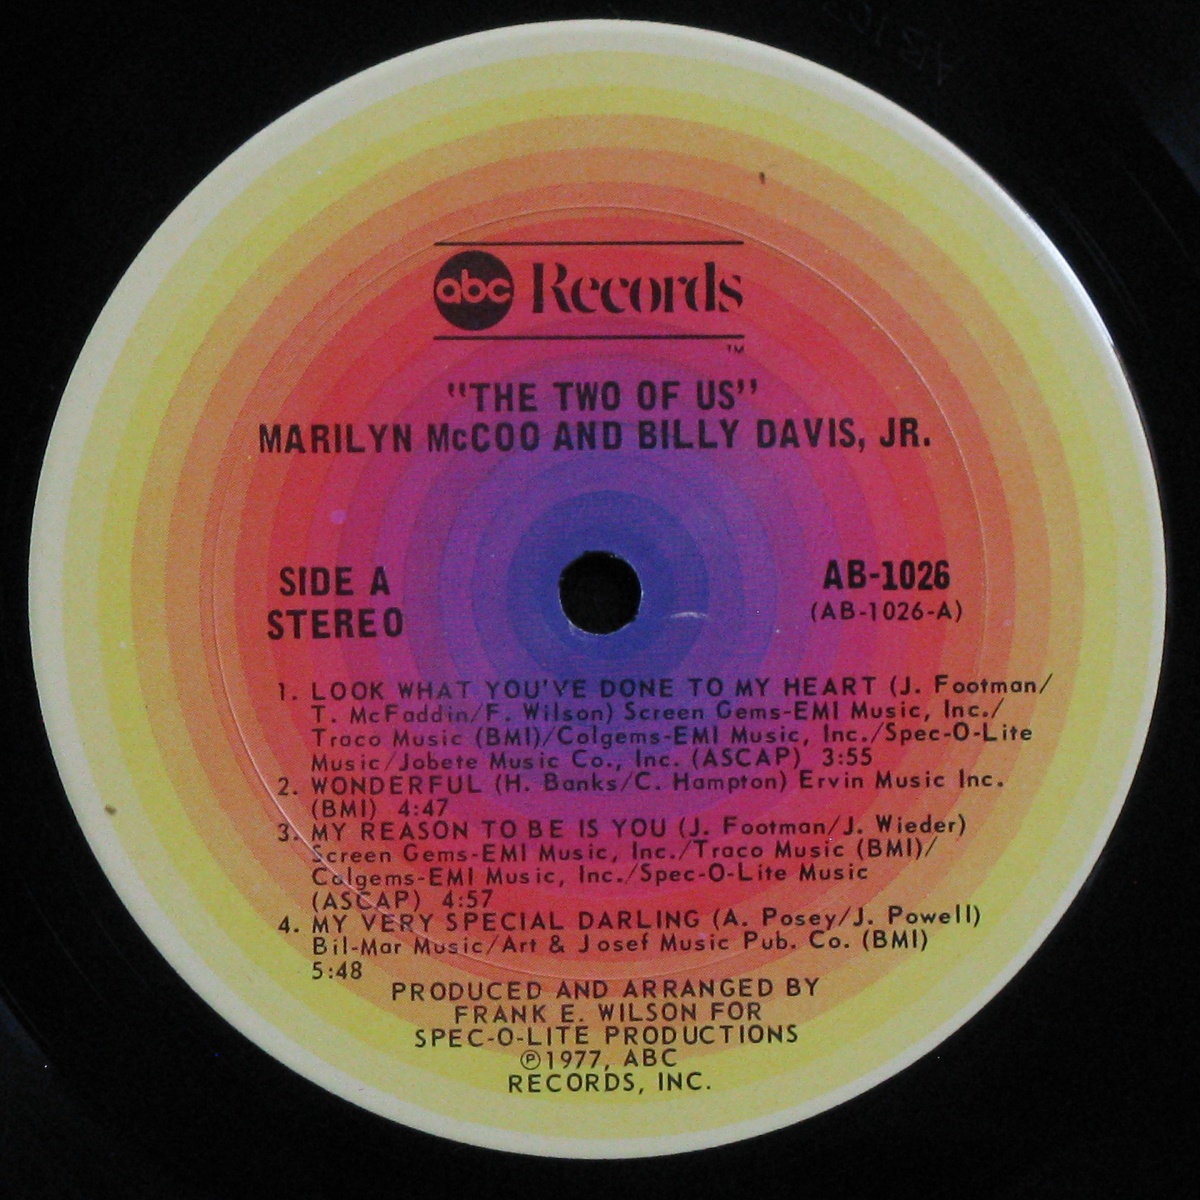 abc Records
TM
"THE TWO OF US"
MARILYN McCOO AND BILLY DAVIS, JR.
SIDE A
STEREO
AB-1026
(AB-1026-A)
1. LOOK WHAT YOU'VE DONE TO MY HEART (J. Footman/
T. McFaddin/F. Wilson) Screen Gems-EMI Music, Inc./
Traco Music (BMI)/Colgems-EMI Music, Inc./Spec-O-Lite
Music/Jobete Music Co., Inc. (ASCAP) 3:55
2. WONDERFUL (H. Banks/C. Hampton) Ervin Music Inc.
(BMI) 4:47
3. MY REASON TO BE IS YOU (J. Footman/J. Wieder)
Screen Gems-EMI Music, Inc./Traco Music (BMI)/
Colgems-EMI Music, Inc./Spec-O-Lite Music
(ASCAP) 4:57
4. MY VERY SPECIAL DARLING (A. Posey/J. Powell)
Bil-Mar Music/Art & Josef Music Pub. Co. (BMI)
5:48
PRODUCED AND ARRANGED BY
FRANK E. WILSON FOR
SPEC-O-LITE PRODUCTIONS
℗1977, ABC
RECORDS, INC.